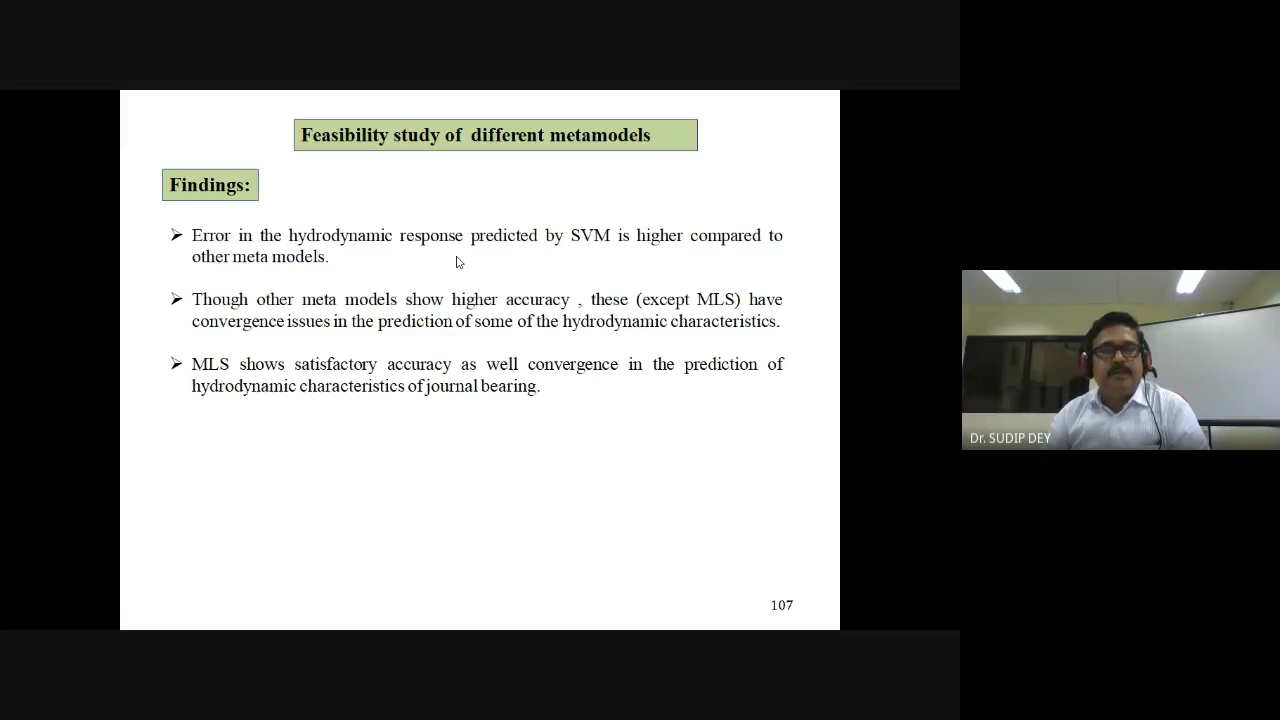 Feasibility study of different metamodels
Findings:
➢ Error in the hydrodynamic response predicted by SVM is higher compared to
other meta models.
➢ Though other meta models show higher accuracy , these (except MLS) have
convergence issues in the prediction of some of the hydrodynamic characteristics.
➢ MLS shows satisfactory accuracy as well convergence in the prediction of
hydrodynamic characteristics of journal bearing.
107
Dr. SUDIP DEY